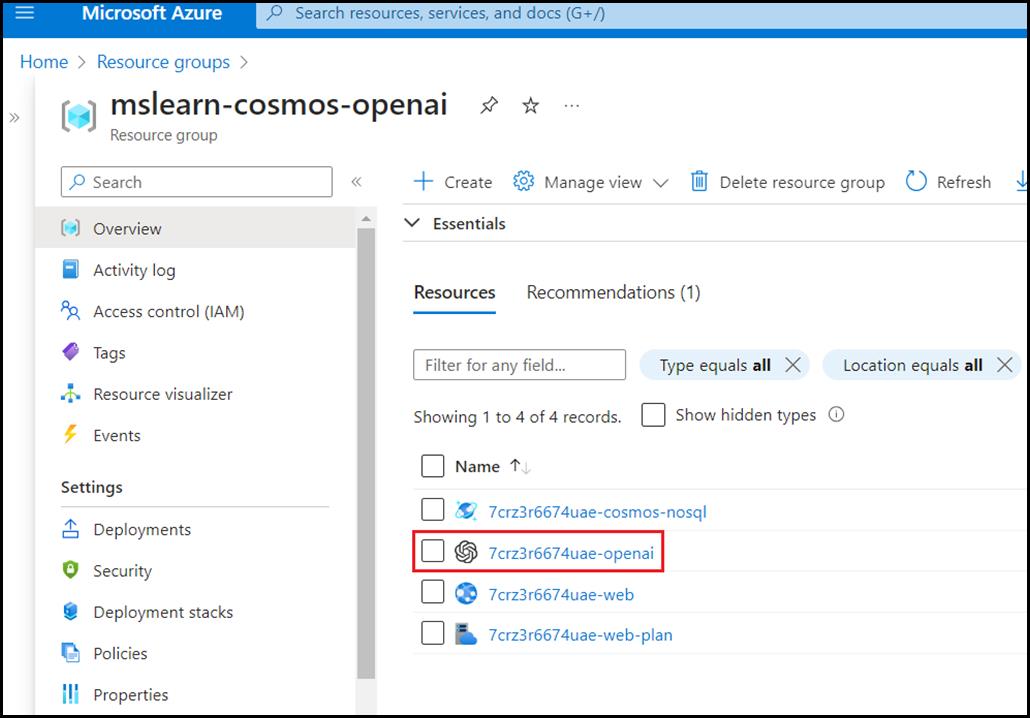 Microsoft Azure
Search resources, services, and docs (G+/)
Home > Resource groups >
mslearn-cosmos-openai
Resource group
Search
Overview
Activity log
Access control (IAM)
Tags
Resource visualizer
Events
Settings
Deployments
Security
Deployment stacks
Policies
Properties
Create Manage view Delete resource group Refresh
Essentials
Resources Recommendations (1)
Filter for any field... Type equals all Location equals all
Showing 1 to 4 of 4 records. Show hidden types
Name
7crz3r6674uae-cosmos-nosql
7crz3r6674uae-openai
7crz3r6674uae-web
7crz3r6674uae-web-plan